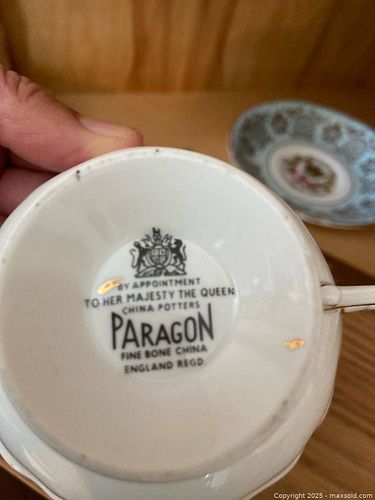 BY APPOINTMENT
TO HER MAJESTY THE QUEEN
CHINA POTTERS
PARAGON
FINE BONE CHINA
ENGLAND REGD.
Copyright 2025 - maxsold.com